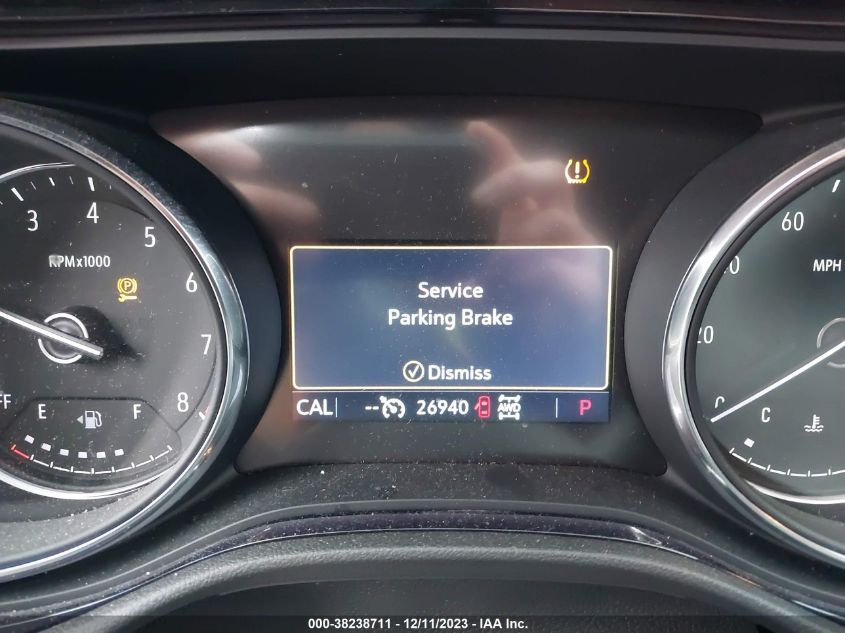 3
4
5
6
7
8
RPMx1000
E
F
60
20
MPH
C
Service
Parking Brake
Dismiss
CAL
-- 26940 AWD P
000-38238711 - 12/11/2023 - IAA Inc.